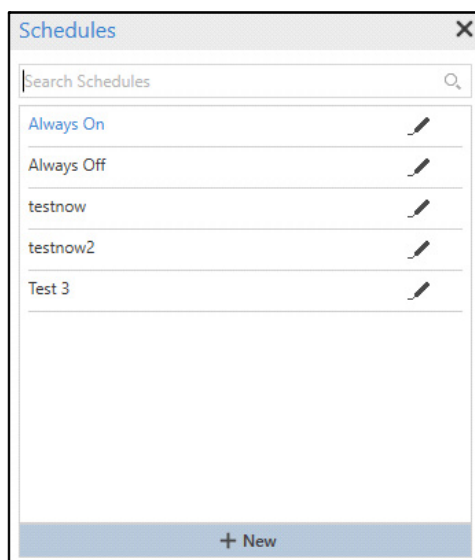 Schedules
Search Schedules
Always On
Always Off
testnow
testnow2
Test 3
+ New